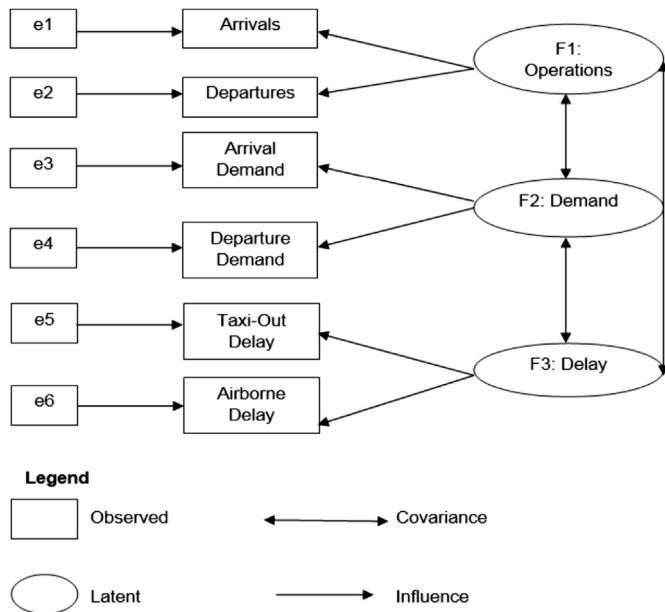 e1
Arrivals
F1:
Operations
e2
Departures
e3
Arrival
Demand
F2: Demand
e4
Departure
Demand
e5
Taxi-Out
Delay
F3: Delay
e6
Airborne
Delay
Legend
Observed
Covariance
Latent
Influence